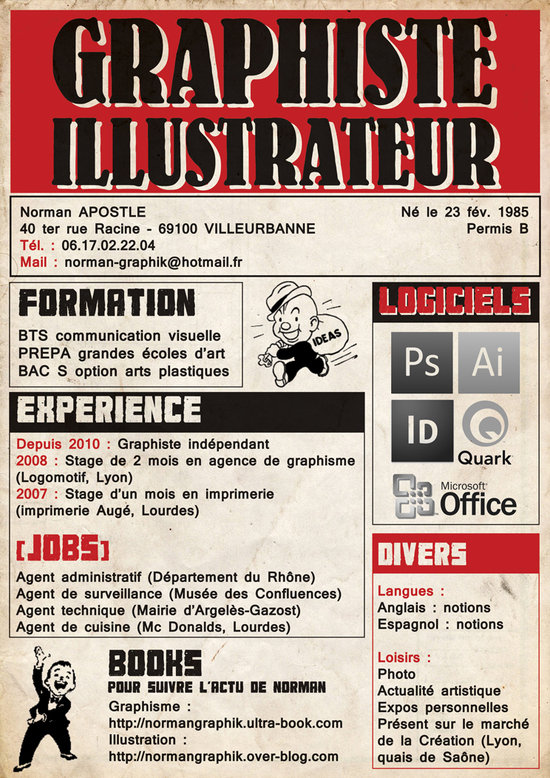 GRAPHISTE
ILLUSTRATEUR
Norman APOSTLE
40 ter rue Racine - 69100 VILLEURBANNE
Tél. : 06.17.02.22.04
Mail : norman-graphik@hotmail.fr
Né le 23 fév. 1985
Permis B
FORMATION
BTS communication visuelle
PREPA grandes écoles d'art
BAC S option arts plastiques
IDEAS
LOGICIELS
Ps Ai
ID
Quark
Microsoft®
Office
EXPERIENCE
Depuis 2010 : Graphiste indépendant
2008 : Stage de 2 mois en agence de graphisme
(Logomotif, Lyon)
2007 : Stage d'un mois en imprimerie
(imprimerie Augé, Lourdes)
[JOBS]
Agent administratif (Département du Rhône)
Agent de surveillance (Musée des Confluences)
Agent technique (Mairie d'Argelès-Gazost)
Agent de cuisine (Mc Donalds, Lourdes)
DIVERS
Langues :
Anglais : notions
Espagnol : notions
Loisirs :
Photo
Actualité artistique
Expos personnelles
Présent sur le marché
de la Création (Lyon,
quais de Saône)
BOOKS
POUR SUIVRE L'ACTU DE NORMAN
Graphisme :
http://normangraphik.ultra-book.com
Illustration :
http://normangraphik.over-blog.com